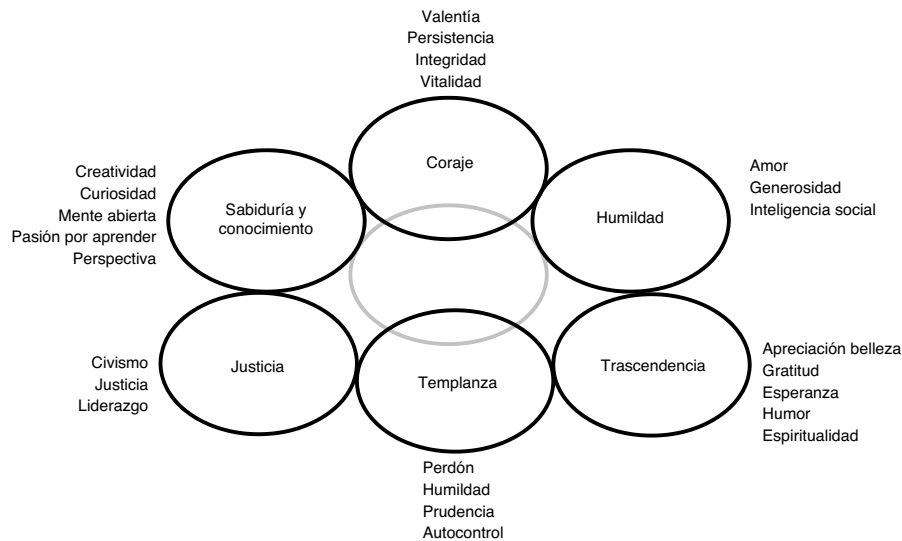 Valentía
Persistencia
Integridad
Vitalidad
Coraje
Creatividad
Curiosidad
Mente abierta
Pasión por aprender
Perspectiva
Sabiduría y
conocimiento
Humildad
Amor
Generosidad
Inteligencia social
Civismo
Justicia
Liderazgo
Justicia
Templanza
Trascendencia
Apreciación belleza
Gratitud
Esperanza
Humor
Espiritualidad
Perdón
Humildad
Prudencia
Autocontrol